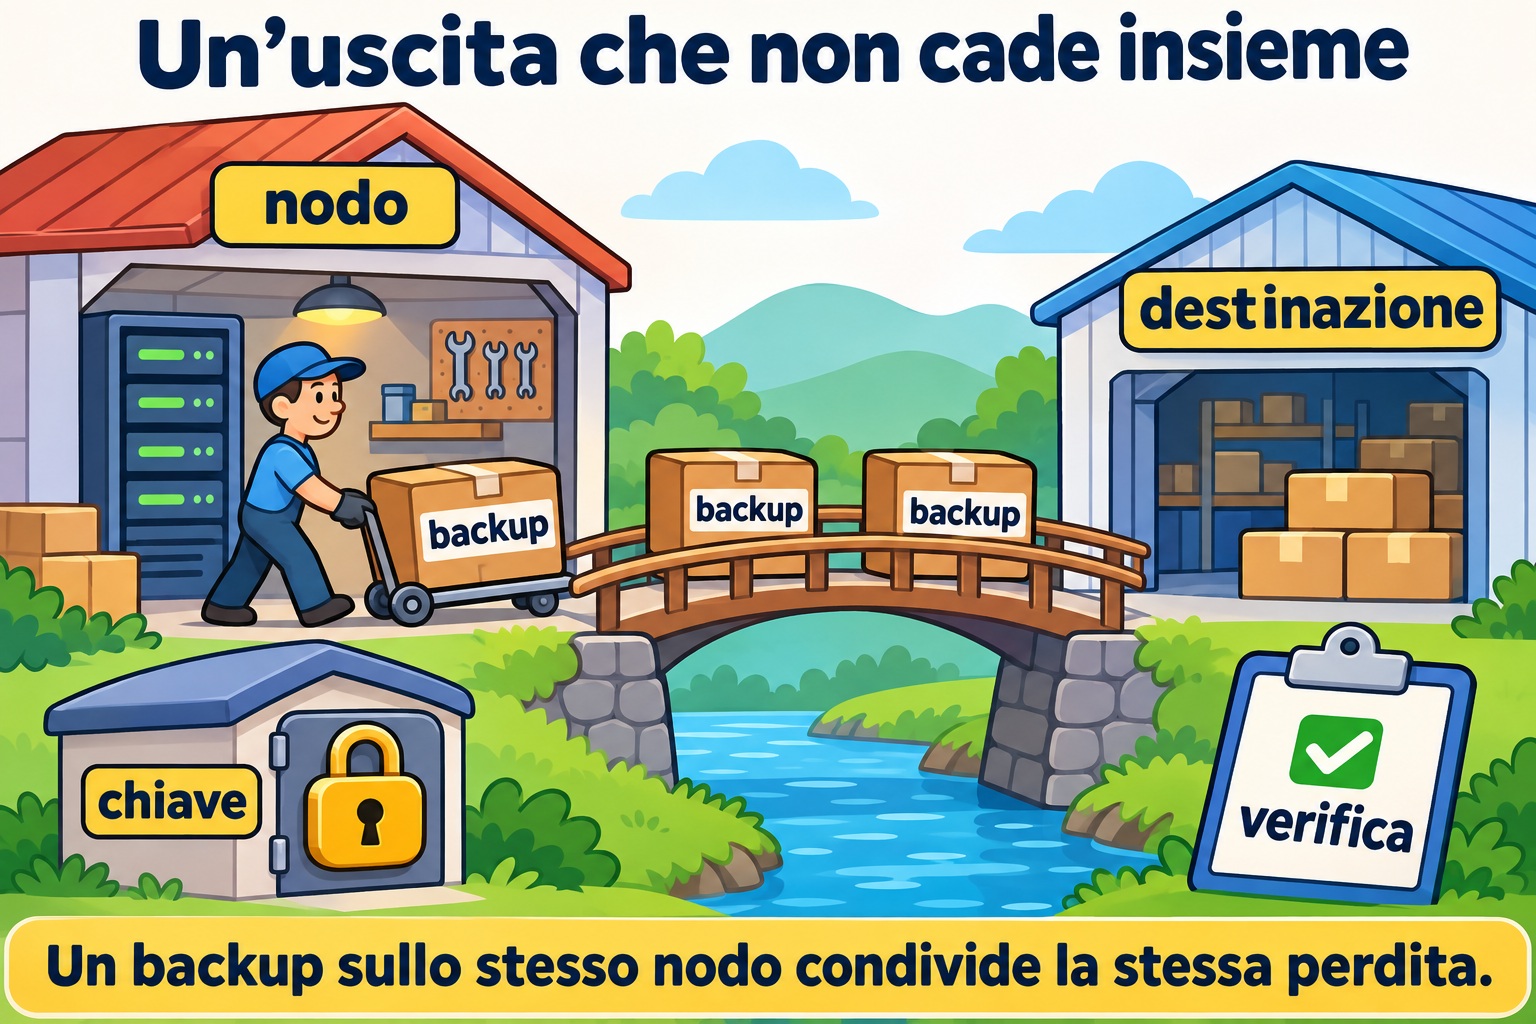 Un'uscita che non cade insieme
nodo
destinazione
backup
backup
backup
chiave
verifica
Un backup sullo stesso nodo condivide la stessa perdita.